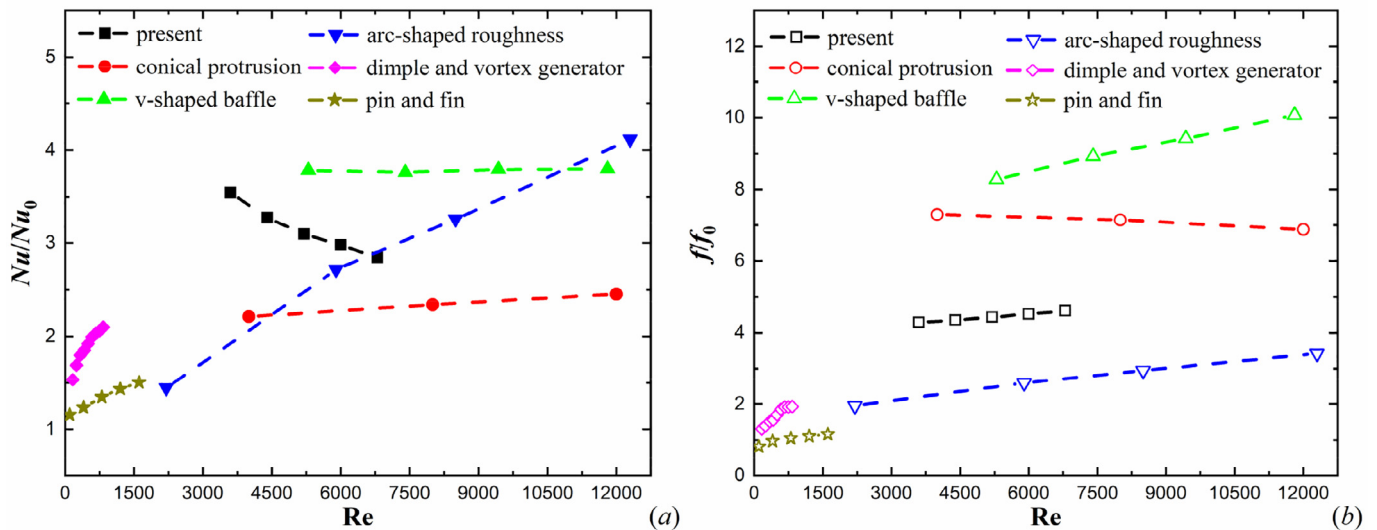 present
conical protrusion
v-shaped baffle
arc-shaped roughness
dimple and vortex generator
pin and fin
5
4
3
2
1
Nu/Nu₀
0 1500 3000 4500 6000 7500 9000 10500 12000
Re
(a)
present
conical protrusion
v-shaped baffle
arc-shaped roughness
dimple and vortex generator
pin and fin
12
10
8
6
4
2
0
f/f₀
0 1500 3000 4500 6000 7500 9000 10500 12000
Re
(b)